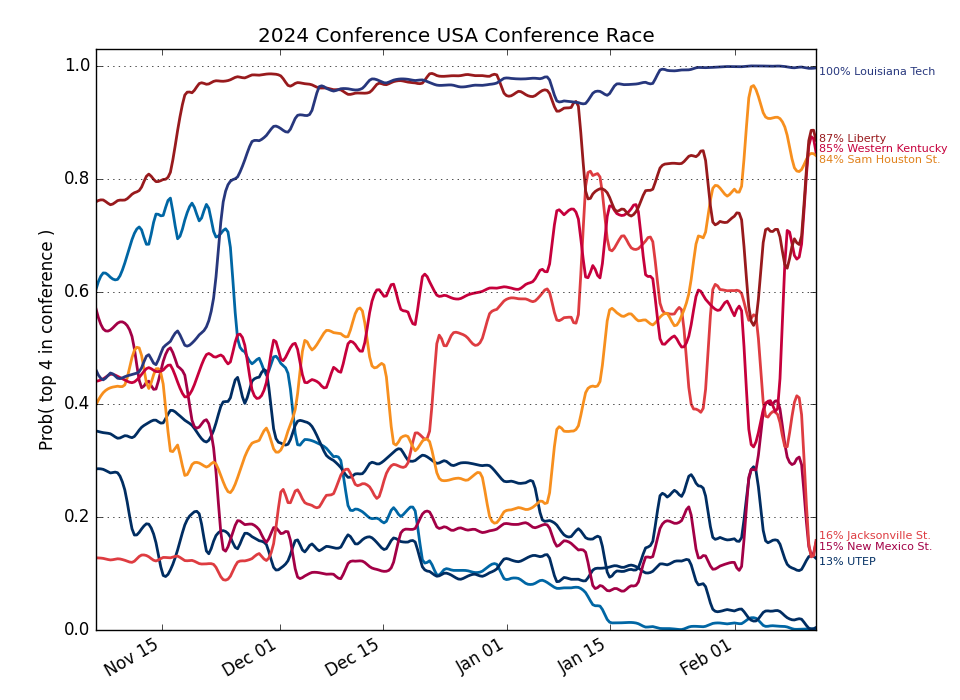 2024 Conference USA Conference Race
Prob( top 4 in conference )
1.0
0.8
0.6
0.4
0.2
0.0
Nov 15
Dec 01
Dec 15
Jan 01
Jan 15
Feb 01
100% Louisiana Tech
87% Liberty
85% Western Kentucky
84% Sam Houston St.
16% Jacksonville St.
15% New Mexico St.
13% UTEP